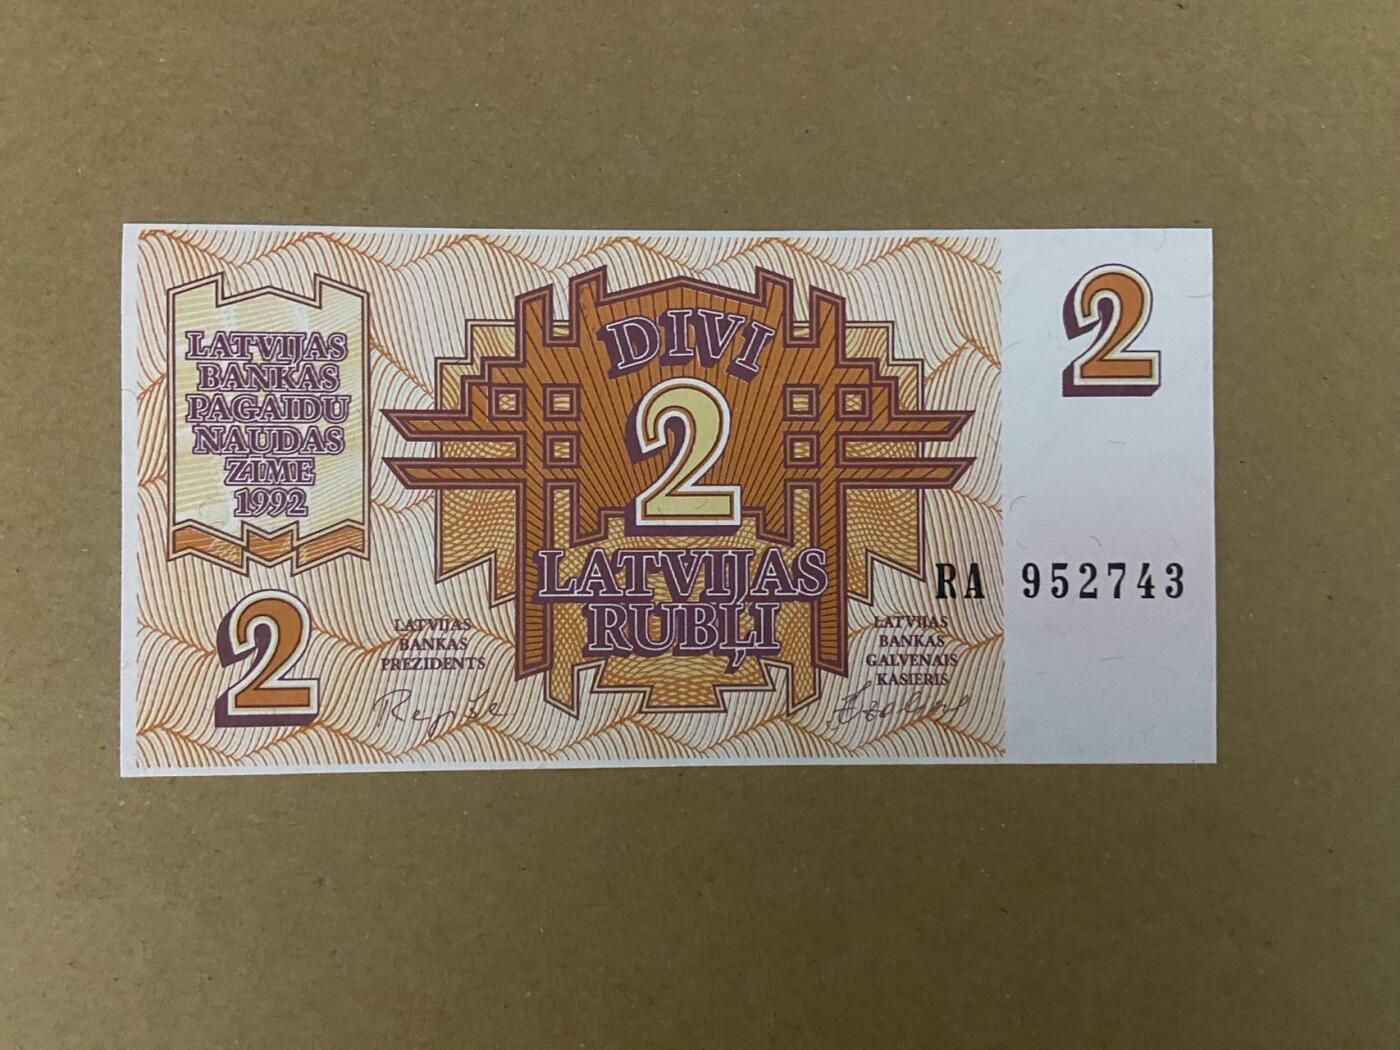 LATVIJAS
BANKAS
PAGAIDU
NAUDAS
ZĪME
1992
2
DIVI
2
LATVIJAS
RUBĻI
2
RA 952743
LATVIJAS
BANKAS
PREZIDENTS
Repše
LATVIJAS
BANKAS
GALVENAIS
KASIERIS